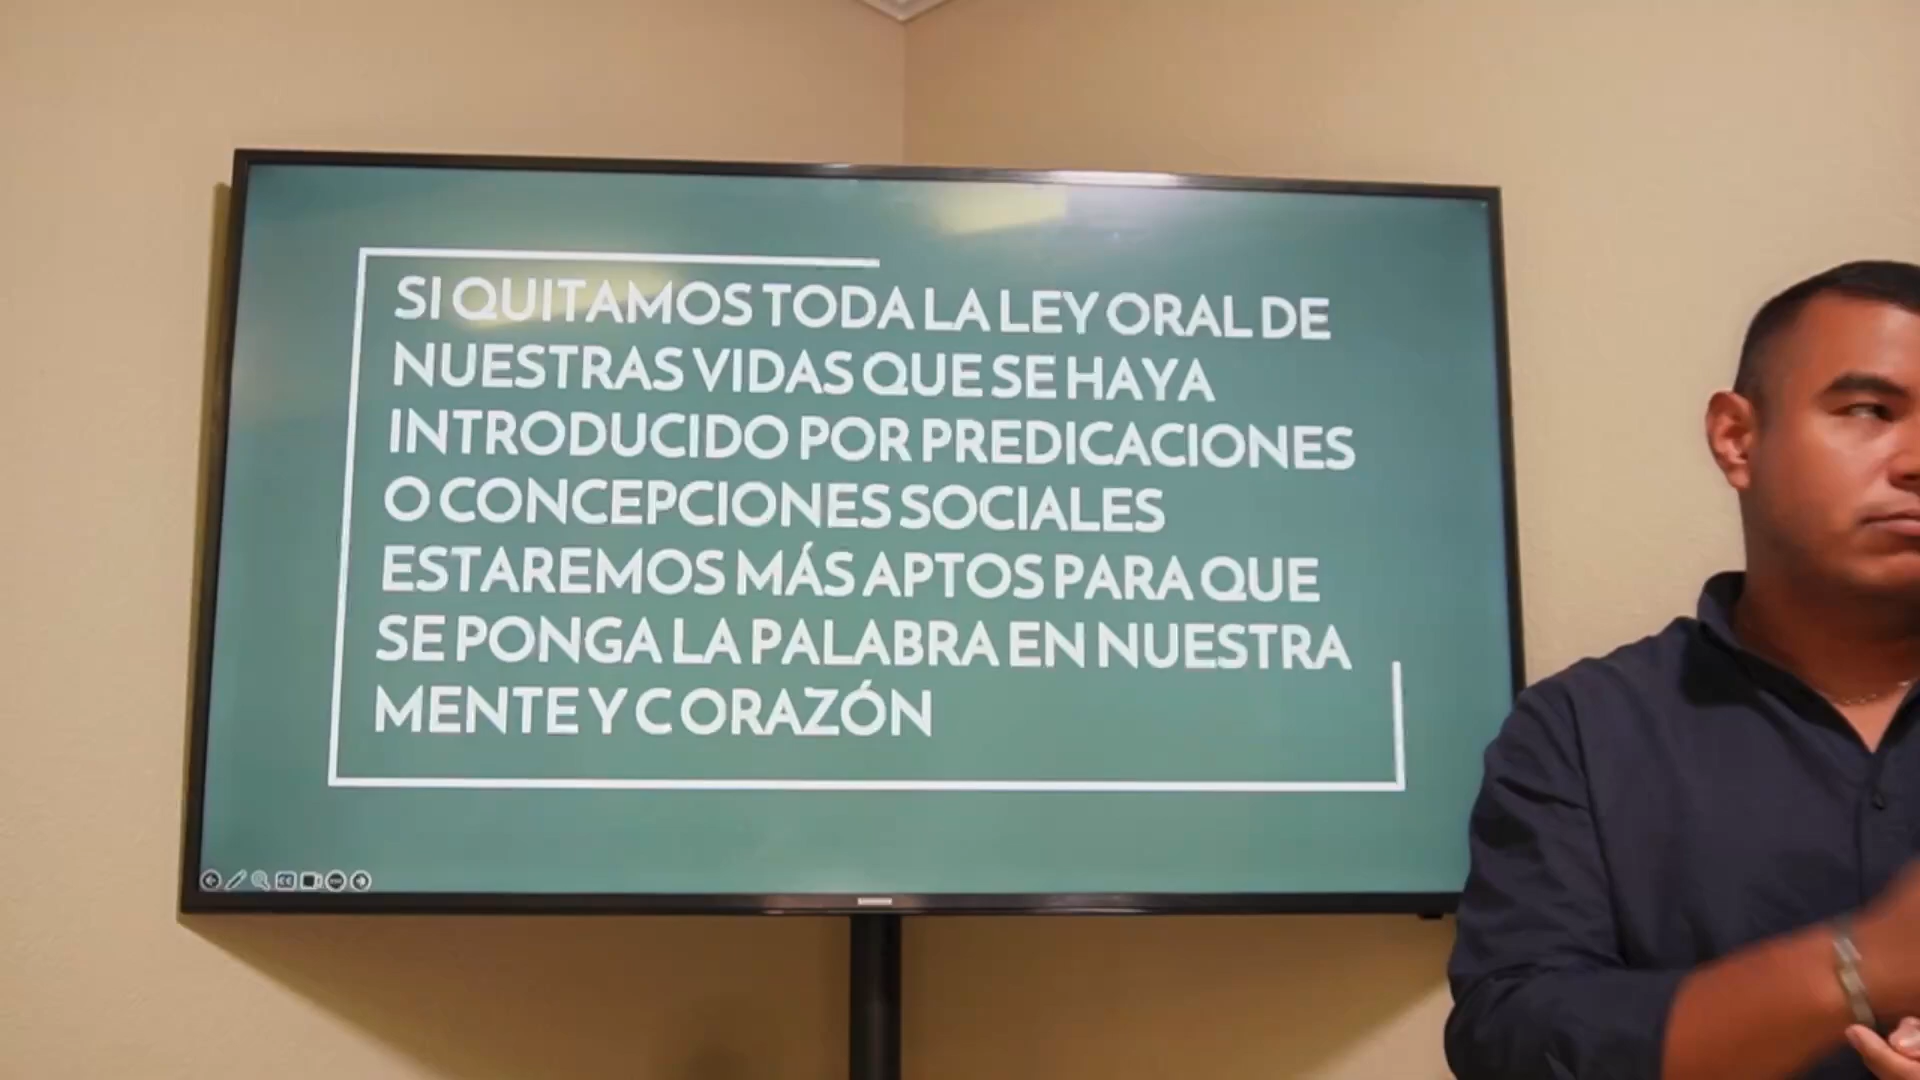 SI QUITAMOS TODA LA LEY ORAL DE
NUESTRAS VIDAS QUE SE HAYA
INTRODUCIDO POR PREDICACIONES
O CONCEPCIONES SOCIALES
ESTAREMOS MÁS APTOS PARA QUE
SE PONGA LA PALABRA EN NUESTRA
MENTE Y CORAZÓN